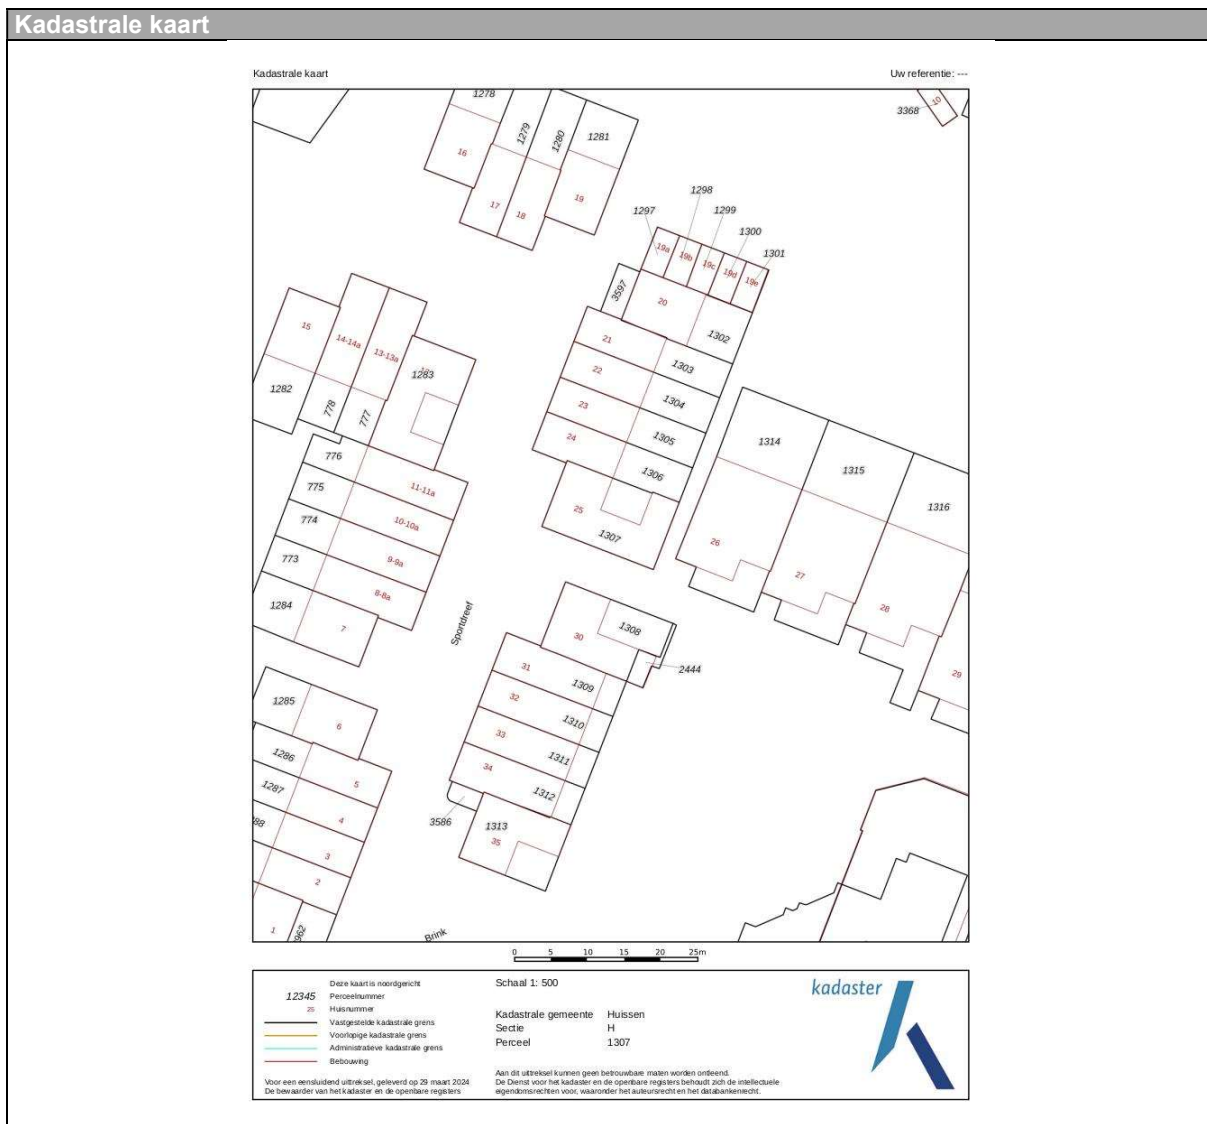 Kadastrale kaart
Kadastrale kaart
Uw referentie: ---
1278
1279
1280
1281
3368
10
16
17
18
19
1297
1298
1299
1300
1301
19a
19b
19c
19d
19e
3597
20
1302
15
14-14a
13-13a
1283
1282
778
777
21
1303
22
1304
23
1305
24
1306
25
1307
1314
1315
1316
26
27
28
29
776
775
774
773
1284
11-11a
10-10a
9-9a
8-8a
7
Sportdreef
30
1308
2444
31
1309
32
1310
33
1311
34
1312
3586
1313
35
1285
6
1286
5
1287
4
88
3
2
1
962
Brink
0 5 10 15 20 25m
Deze kaart is noordgericht
12345 Perceelnummer
25 Huisnummer
Vastgestelde kadastrale grens
Voorlopige kadastrale grens
Administratieve kadastrale grens
Bebouwing
Voor een eensluidend uittreksel, geleverd op 29 maart 2024
De bewaarder van het kadaster en de openbare registers
Schaal 1: 500
Kadastrale gemeente Huissen
Sectie H
Perceel 1307
Aan dit uittreksel kunnen geen betrouwbare maten worden ontleend.
De Dienst voor het kadaster en de openbare registers behoudt zich de intellectuele
eigendomsrechten voor, waaronder het auteursrecht en het databankenrecht.
kadaster